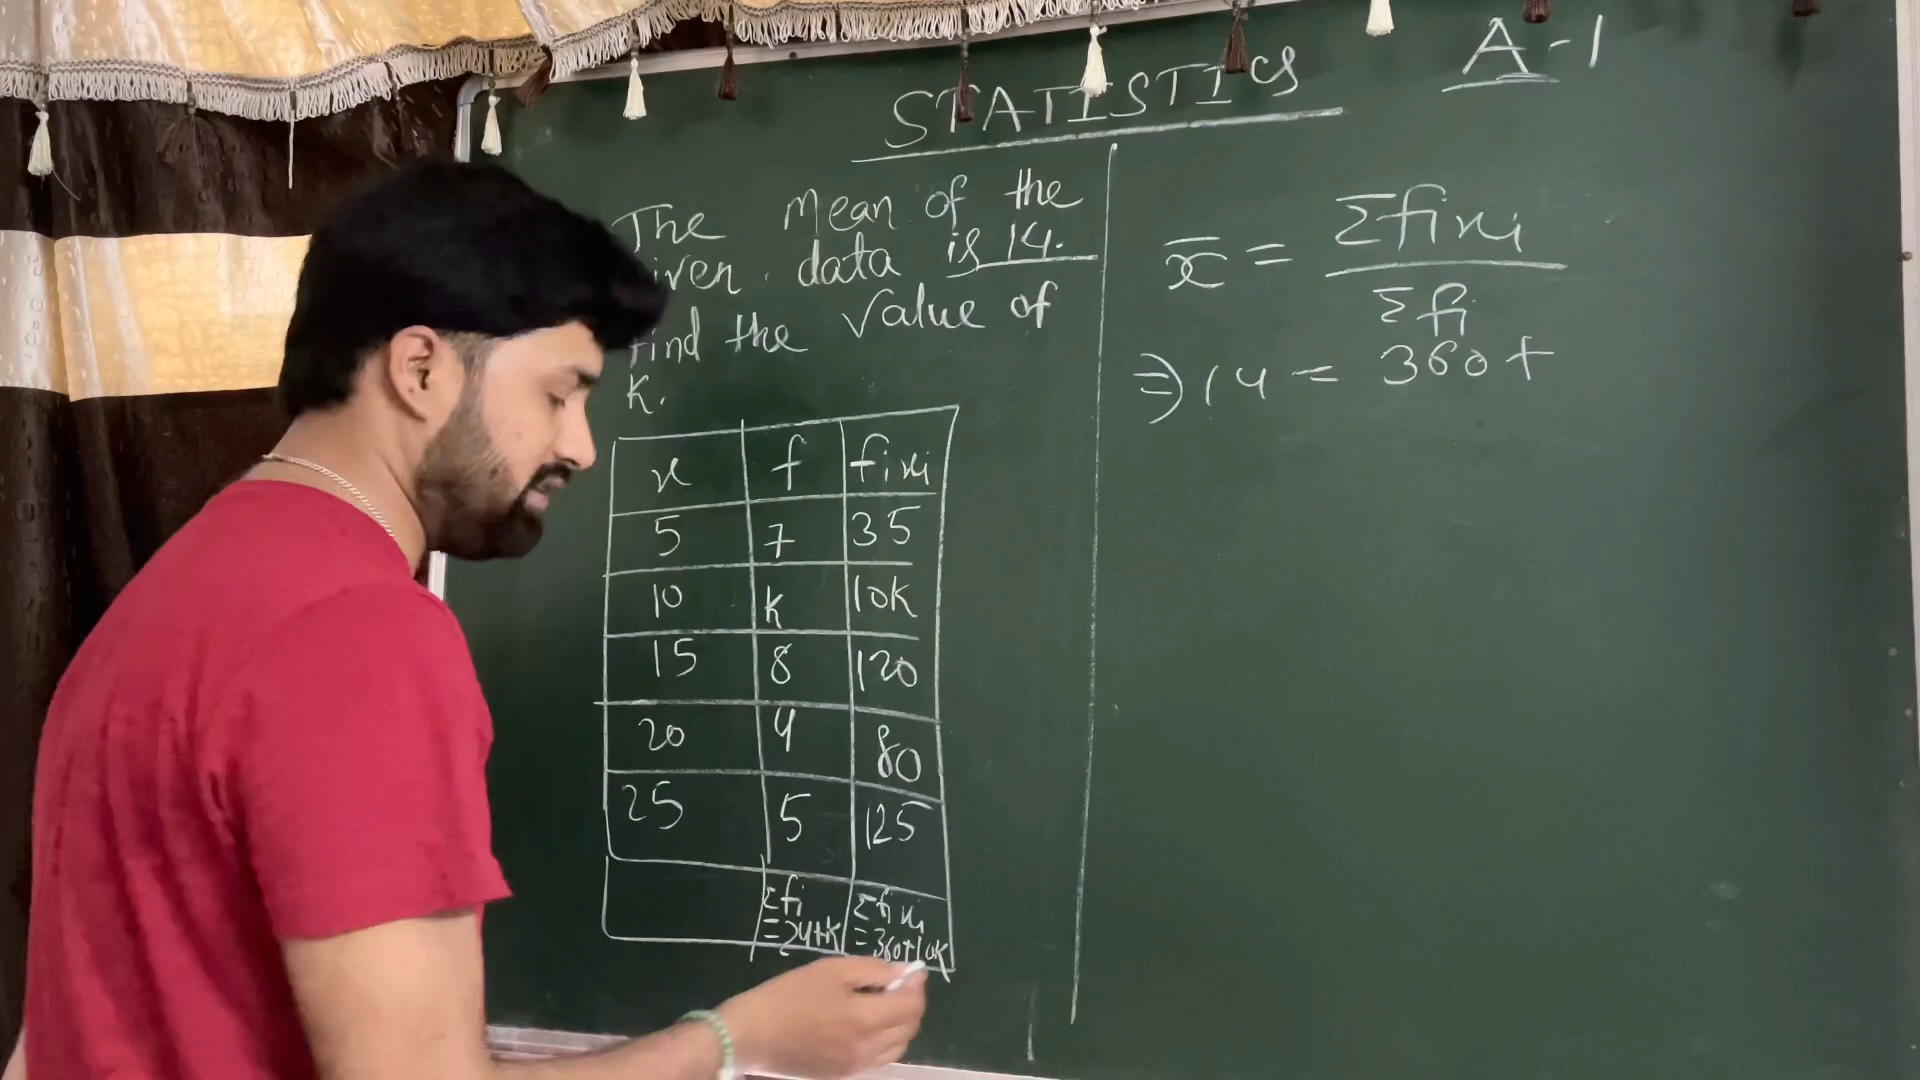 STATISTICS
A-1
The mean of the
iven data is 14.
Find the value of
K.
x f fixi
5 7 35
10 k 10k
15 8 120
20 4 80
25 5 125
Σfi Σfixi
=24+k =360+10k
x̄ = Σfixi
Σfi
⇒ 14 = 360+